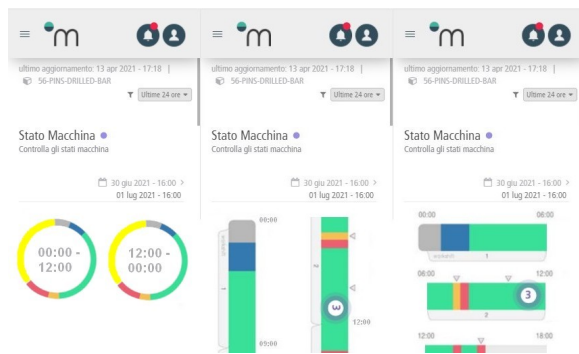 m
ultimo aggiornamento: 13 apr 2021 - 17:18 |
56-PINS-DRILLED-BAR
Ultime 24 ore
Stato Macchina
Controlla gli stati macchina
30 giu 2021 - 16:00 >
01 lug 2021 - 16:00
00:00 -
12:00
12:00 -
00:00
m
ultimo aggiornamento: 13 apr 2021 - 17:18 |
56-PINS-DRILLED-BAR
Ultime 24 ore
Stato Macchina
Controlla gli stati macchina
30 giu 2021 - 16:00 >
01 lug 2021 - 16:00
00:00
1
09:00
2
3
12:00
m
ultimo aggiornamento: 13 apr 2021 - 17:18 |
56-PINS-DRILLED-BAR
Ultime 24 ore
Stato Macchina
Controlla gli stati macchina
30 giu 2021 - 16:00 >
01 lug 2021 - 16:00
00:00 06:00
1
06:00 12:00
3
2
12:00 18:00